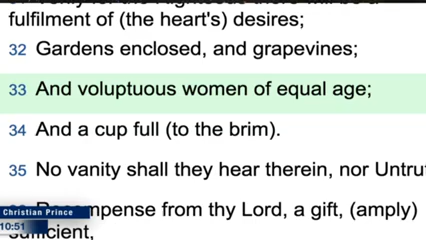 fulfilment of (the heart's) desires;
32 Gardens enclosed, and grapevines;
33 And voluptuous women of equal age;
34 And a cup full (to the brim).
35 No vanity shall they hear therein, nor Untru
Recompense from thy Lord, a gift, (amply)
sufficient,
Christian Prince
10:51